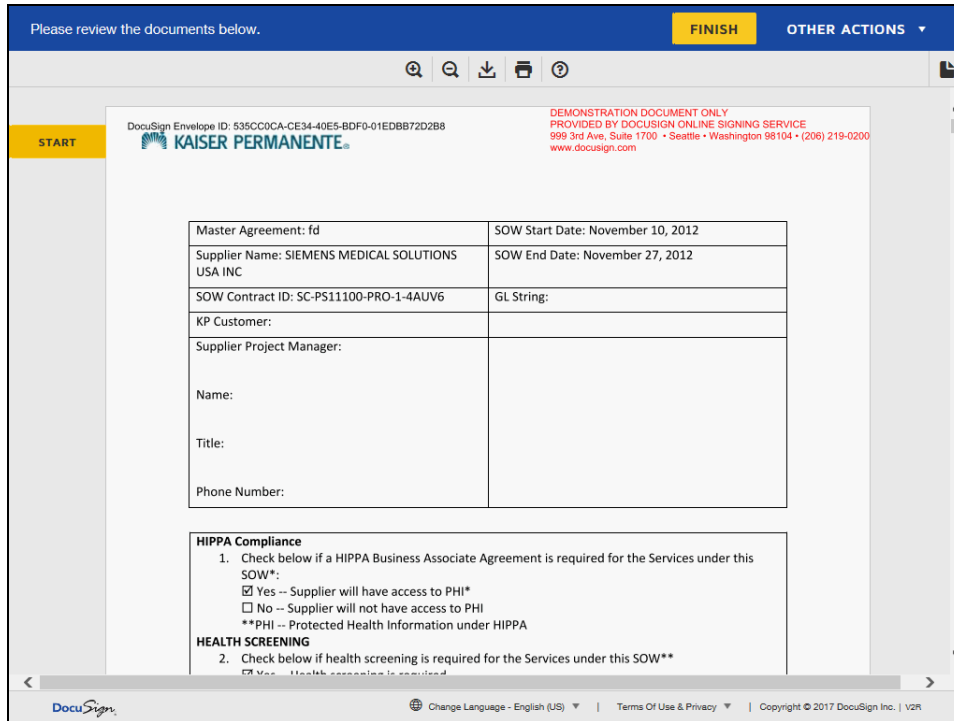 Please review the documents below.
FINISH
OTHER ACTIONS
START
DocuSign Envelope ID: 535CC0CA-CE34-40E5-BDF0-01EDBB72D2B8
KAISER PERMANENTE®
DEMONSTRATION DOCUMENT ONLY
PROVIDED BY DOCUSIGN ONLINE SIGNING SERVICE
999 3rd Ave, Suite 1700 • Seattle • Washington 98104 • (206) 219-0200
www.docusign.com
Master Agreement: fd
SOW Start Date: November 10, 2012
Supplier Name: SIEMENS MEDICAL SOLUTIONS
USA INC
SOW End Date: November 27, 2012
SOW Contract ID: SC-PS11100-PRO-1-4AUV6
GL String:
KP Customer:
Supplier Project Manager:
Name:
Title:
Phone Number:
HIPPA Compliance
1. Check below if a HIPPA Business Associate Agreement is required for the Services under this
SOW*:
☑ Yes -- Supplier will have access to PHI*
☐ No -- Supplier will not have access to PHI
**PHI -- Protected Health Information under HIPPA
HEALTH SCREENING
2. Check below if health screening is required for the Services under this SOW**
☑ Yes -- Health screening is required
DocuSign
Change Language - English (US) ▼ | Terms Of Use & Privacy ▼ | Copyright © 2017 DocuSign Inc. | V2R